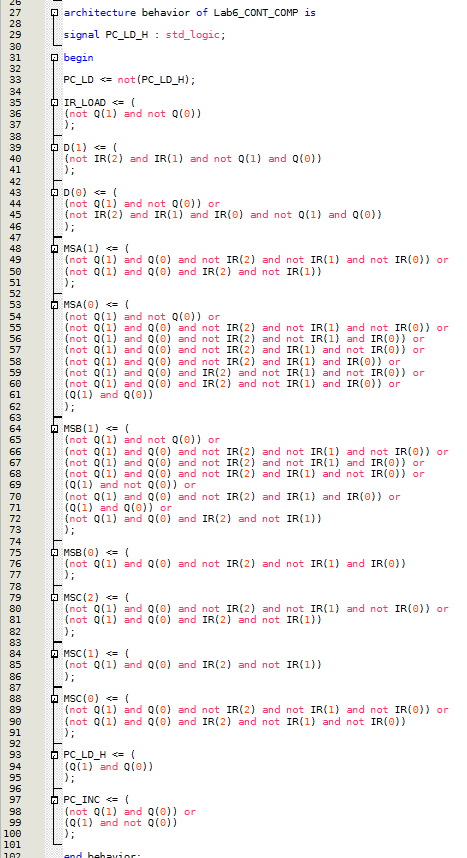 26
27 architecture behavior of Lab6_CONT_COMP is
28
29 signal PC_LD_H : std_logic;
30
31 begin
32
33 PC_LD <= not(PC_LD_H);
34
35 IR_LOAD <= (
36 (not Q(1) and not Q(0))
37 );
38
39 D(1) <= (
40 (not IR(2) and IR(1) and not Q(1) and Q(0))
41 );
42
43 D(0) <= (
44 (not Q(1) and not Q(0)) or
45 (not IR(2) and IR(1) and IR(0) and not Q(1) and Q(0))
46 );
47
48 MSA(1) <= (
49 (not Q(1) and Q(0) and not IR(2) and not IR(1) and not IR(0)) or
50 (not Q(1) and Q(0) and IR(2) and not IR(1))
51 );
52
53 MSA(0) <= (
54 (not Q(1) and not Q(0)) or
55 (not Q(1) and Q(0) and not IR(2) and not IR(1) and not IR(0)) or
56 (not Q(1) and Q(0) and not IR(2) and not IR(1) and IR(0)) or
57 (not Q(1) and Q(0) and not IR(2) and IR(1) and not IR(0)) or
58 (not Q(1) and Q(0) and not IR(2) and IR(1) and IR(0)) or
59 (not Q(1) and Q(0) and IR(2) and IR(1) and not IR(0)) or
60 (not Q(1) and Q(0) and IR(2) and not IR(1) and IR(0)) or
61 (Q(1) and Q(0))
62 );
63
64 MSB(1) <= (
65 (not Q(1) and not Q(0)) or
66 (not Q(1) and Q(0) and not IR(2) and not IR(1) and not IR(0)) or
67 (not Q(1) and Q(0) and not IR(2) and not IR(1) and IR(0)) or
68 (not Q(1) and Q(0) and not IR(2) and IR(1) and not IR(0)) or
69 (Q(1) and not Q(0)) or
70 (not Q(1) and Q(0) and not IR(2) and IR(1) and IR(0)) or
71 (Q(1) and Q(0)) or
72 (not Q(1) and Q(0) and IR(2) and not IR(1))
73 );
74
75 MSB(0) <= (
76 (not Q(1) and Q(0) and not IR(2) and not IR(1) and IR(0))
77 );
78
79 MSC(2) <= (
80 (not Q(1) and Q(0) and not IR(2) and not IR(1) and not IR(0)) or
81 (not Q(1) and Q(0) and IR(2) and not IR(1))
82 );
83
84 MSC(1) <= (
85 (not Q(1) and Q(0) and IR(2) and not IR(1))
86 );
87
88 MSC(0) <= (
89 (not Q(1) and Q(0) and not IR(2) and not IR(1) and not IR(0)) or
90 (not Q(1) and Q(0) and IR(2) and not IR(1) and not IR(0))
91 );
92
93 PC_LD_H <= (
94 (Q(1) and Q(0))
95 );
96
97 PC_INC <= (
98 (not Q(1) and Q(0)) or
99 (Q(1) and not Q(0))
100 );
101
102 end behavior;